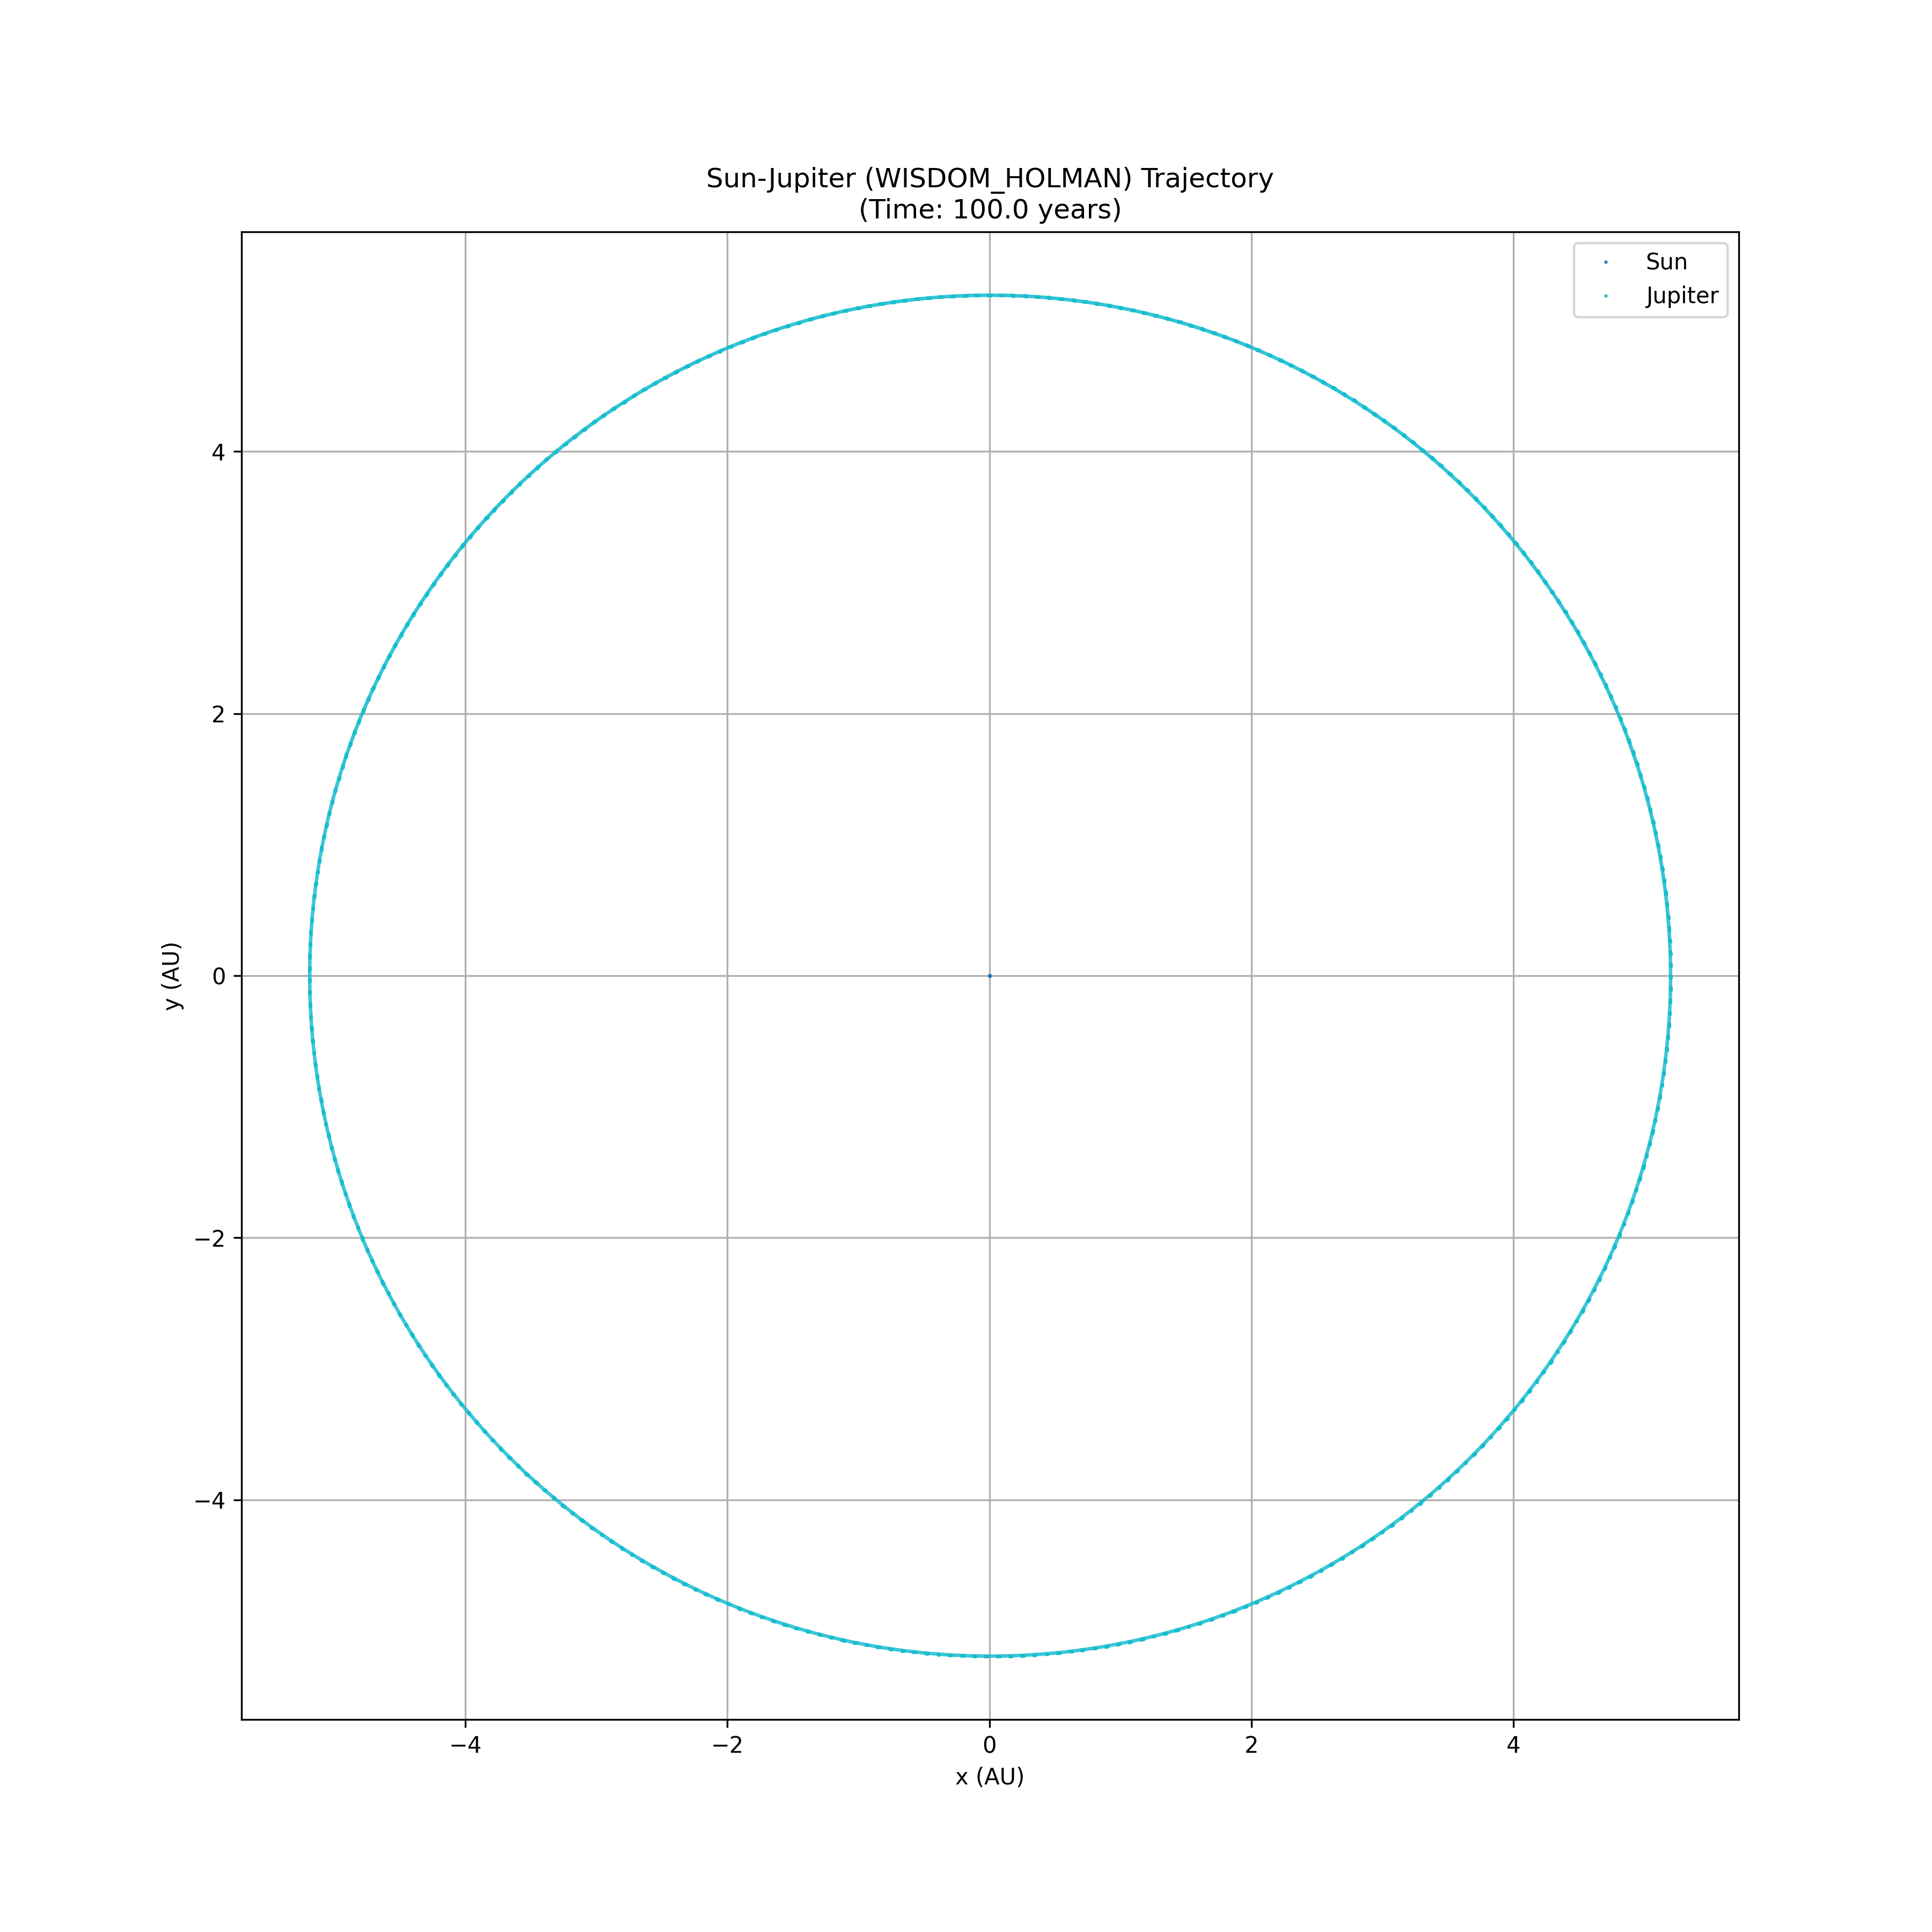 Sun-Jupiter (WISDOM_HOLMAN) Trajectory
(Time: 100.0 years)
Sun
Jupiter
4
2
0
−2
−4
y (AU)
−4 −2 0 2 4
x (AU)